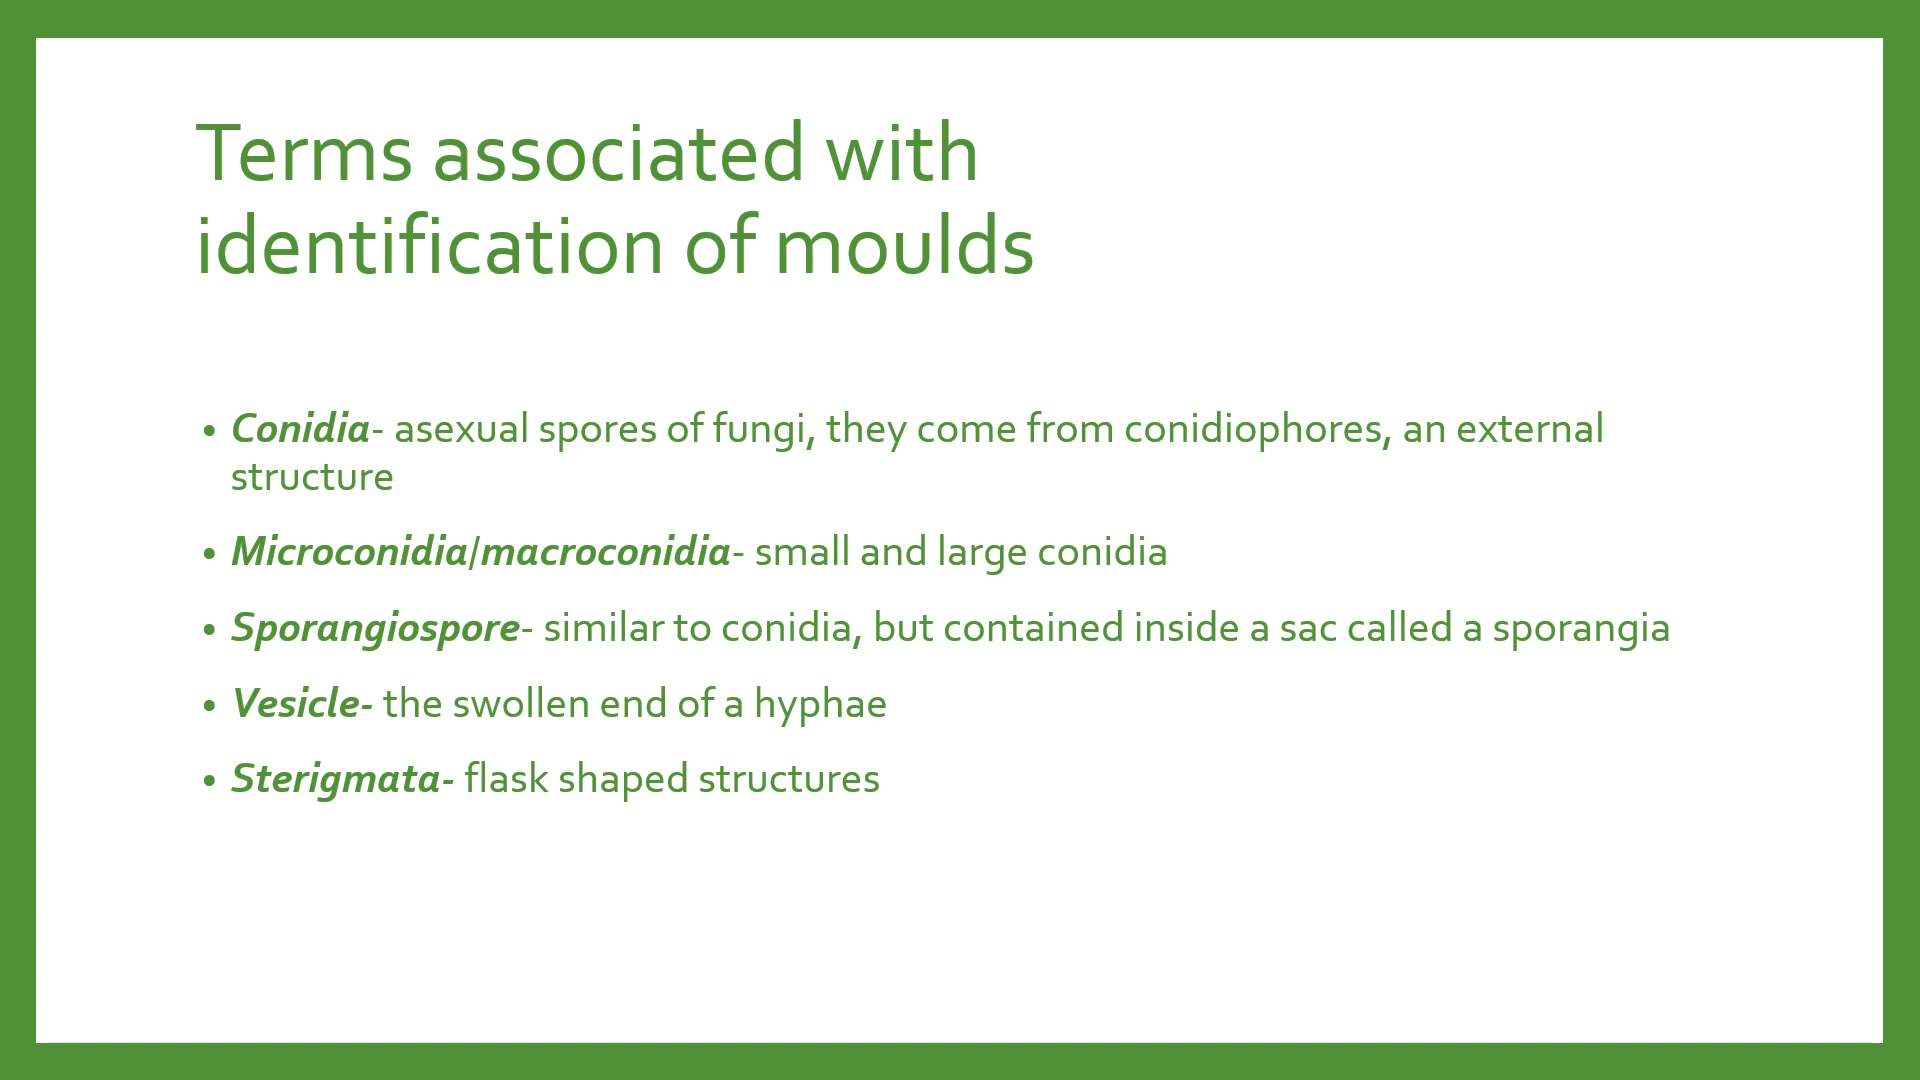 Terms associated with
identification of moulds
• Conidia- asexual spores of fungi, they come from conidiophores, an external
structure
• Microconidia/macroconidia- small and large conidia
• Sporangiospore- similar to conidia, but contained inside a sac called a sporangia
• Vesicle- the swollen end of a hyphae
• Sterigmata- flask shaped structures